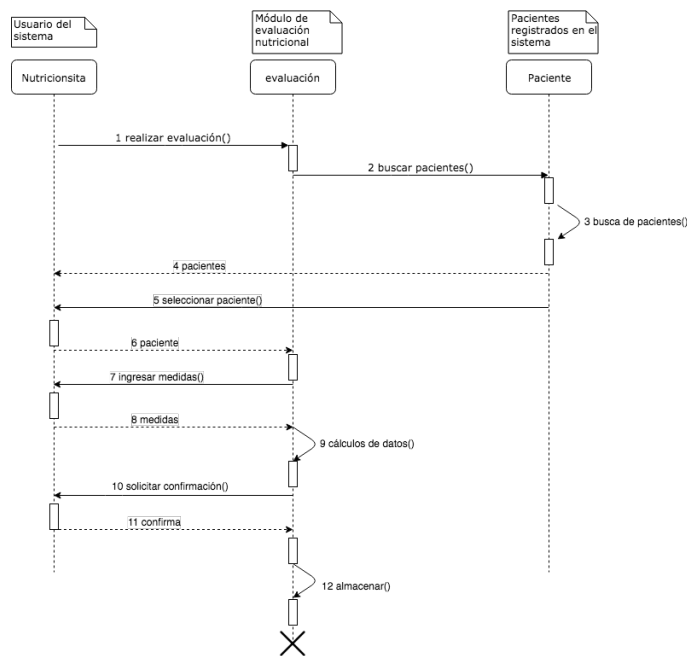 Usuario del
sistema
Módulo de
evaluación
nutricional
Pacientes
registrados en el
sistema
Nutricionsita
evaluación
Paciente
1 realizar evaluación()
2 buscar pacientes()
3 busca de pacientes()
4 pacientes
5 seleccionar paciente()
6 paciente
7 ingresar medidas()
8 medidas
9 cálculos de datos()
10 solicitar confirmación()
11 confirma
12 almacenar()